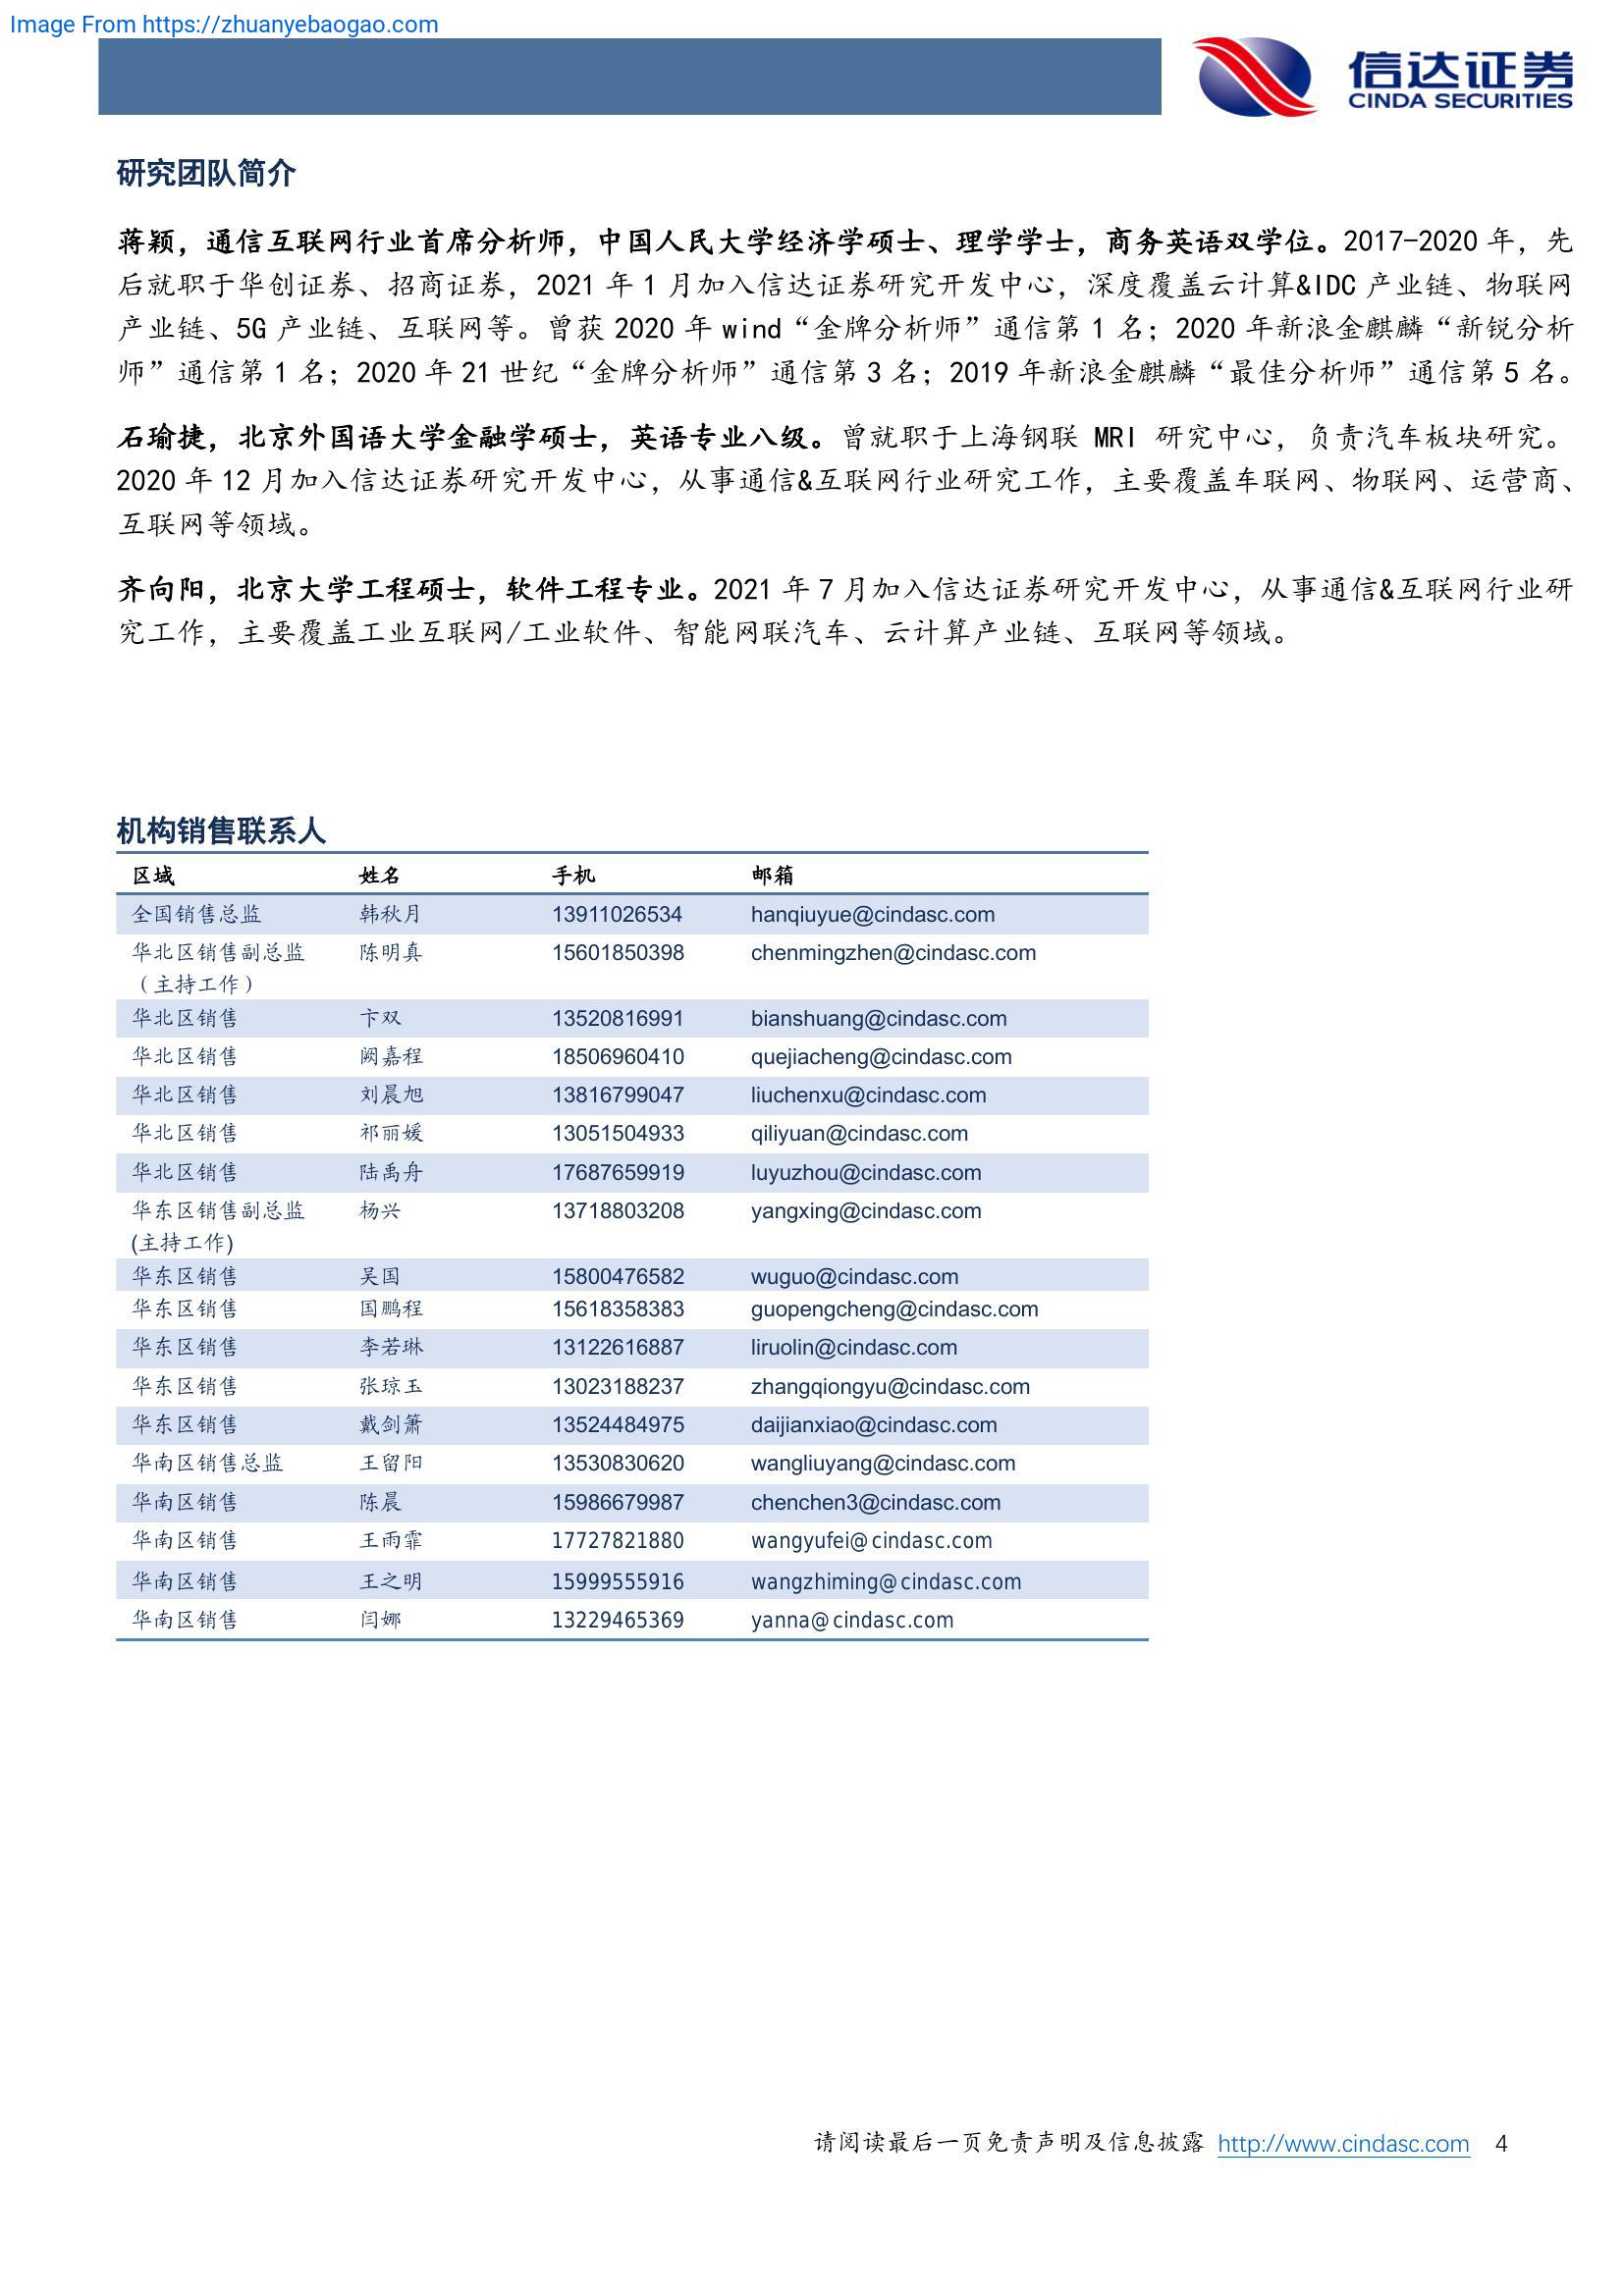 Image From https://zhuanyebaogao.com
信达证券
CINDA SECURITIES
研究团队简介
蒋颖，通信互联网行业首席分析师，中国人民大学经济学硕士、理学学士，商务英语双学位。2017-2020 年，先
后就职于华创证券、招商证券，2021 年 1 月加入信达证券研究开发中心，深度覆盖云计算&IDC 产业链、物联网
产业链、5G 产业链、互联网等。曾获 2020 年 wind“金牌分析师”通信第 1 名；2020 年新浪金麒麟“新锐分析
师”通信第 1 名；2020 年 21 世纪“金牌分析师”通信第 3 名；2019 年新浪金麒麟“最佳分析师”通信第 5 名。
石瑜捷，北京外国语大学金融学硕士，英语专业八级。曾就职于上海钢联 MRI 研究中心，负责汽车板块研究。
2020 年 12 月加入信达证券研究开发中心，从事通信&互联网行业研究工作，主要覆盖车联网、物联网、运营商、
互联网等领域。
齐向阳，北京大学工程硕士，软件工程专业。2021 年 7 月加入信达证券研究开发中心，从事通信&互联网行业研
究工作，主要覆盖工业互联网/工业软件、智能网联汽车、云计算产业链、互联网等领域。
机构销售联系人
区域 姓名 手机 邮箱
全国销售总监 韩秋月 13911026534 hanqiuyue@cindasc.com
华北区销售副总监 陈明真 15601850398 chenmingzhen@cindasc.com
（主持工作）
华北区销售 卞双 13520816991 bianshuang@cindasc.com
华北区销售 阙嘉程 18506960410 quejiacheng@cindasc.com
华北区销售 刘晨旭 13816799047 liuchenxu@cindasc.com
华北区销售 祁丽媛 13051504933 qiliyuan@cindasc.com
华北区销售 陆禹舟 17687659919 luyuzhou@cindasc.com
华东区销售副总监 杨兴 13718803208 yangxing@cindasc.com
(主持工作)
华东区销售 吴国 15800476582 wuguo@cindasc.com
华东区销售 国鹏程 15618358383 guopengcheng@cindasc.com
华东区销售 李若琳 13122616887 liruolin@cindasc.com
华东区销售 张琼玉 13023188237 zhangqiongyu@cindasc.com
华东区销售 戴剑箫 13524484975 daijianxiao@cindasc.com
华南区销售总监 王留阳 13530830620 wangliuyang@cindasc.com
华南区销售 陈晨 15986679987 chenchen3@cindasc.com
华南区销售 王雨霏 17727821880 wangyufei@cindasc.com
华南区销售 王之明 15999555916 wangzhiming@cindasc.com
华南区销售 闫娜 13229465369 yanna@cindasc.com
请阅读最后一页免责声明及信息披露 http://www.cindasc.com 4